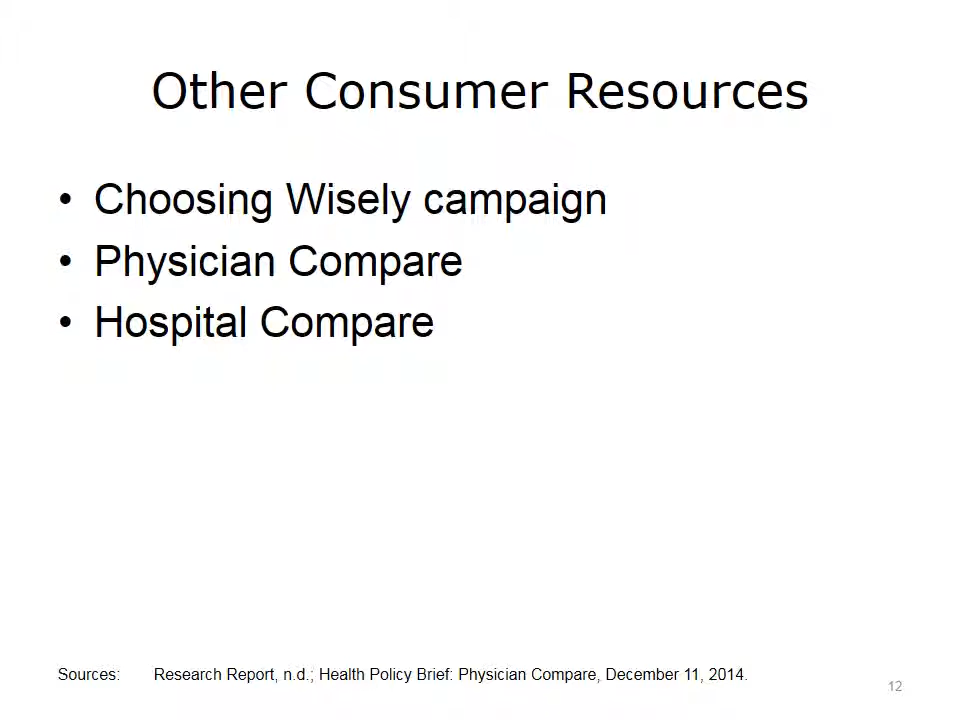 Other Consumer Resources
• Choosing Wisely campaign
• Physician Compare
• Hospital Compare
Sources: Research Report, n.d.; Health Policy Brief: Physician Compare, December 11, 2014.
12